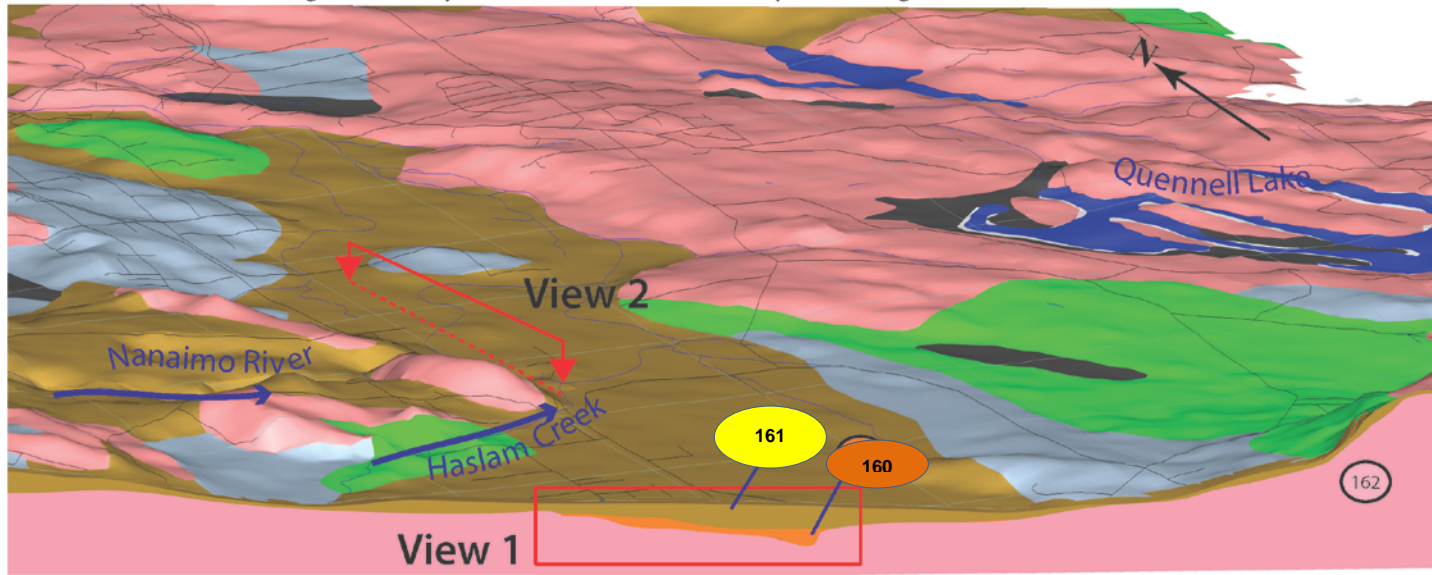 N
Quennell Lake
View 2
Nanaimo River
Haslam Creek
161
160
162
View 1